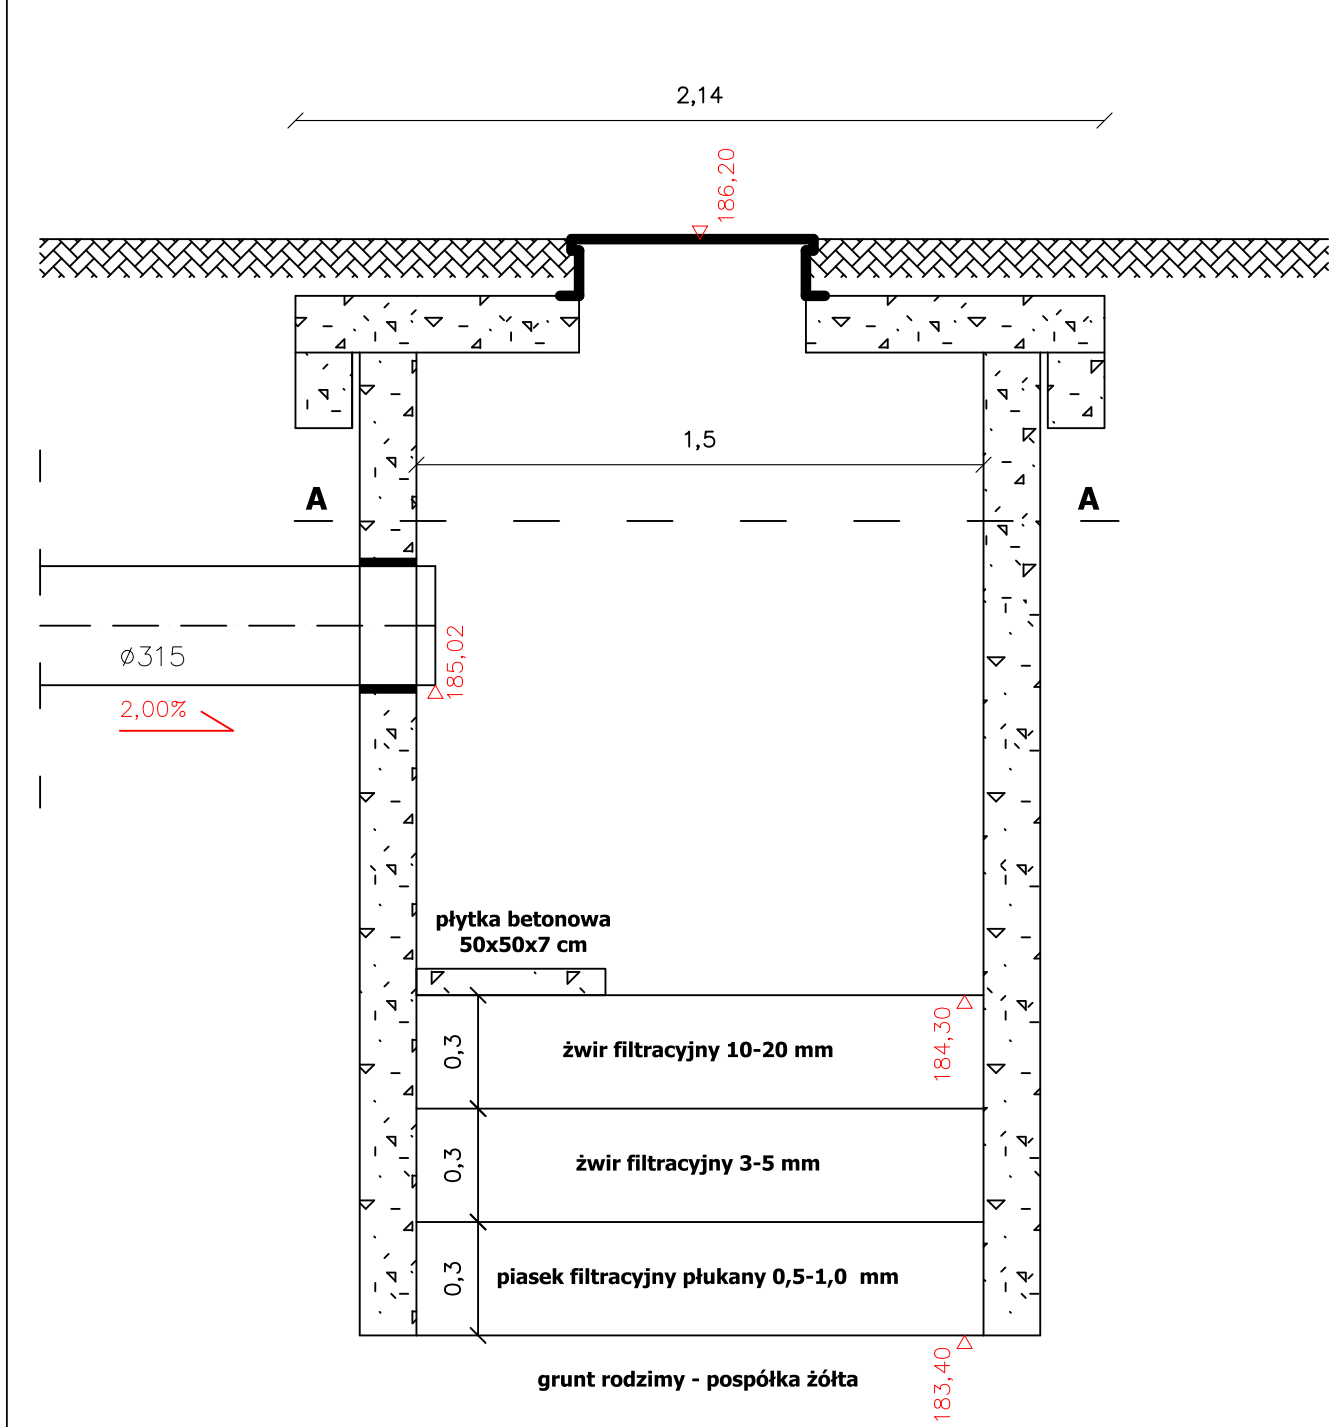 2,14
186,20
1,5
A
A
ø315
185,02
2,00%
płytka betonowa
50x50x7 cm
0,3
żwir filtracyjny 10-20 mm
184,30
0,3
żwir filtracyjny 3-5 mm
0,3
piasek filtracyjny płukany 0,5-1,0 mm
183,40
grunt rodzimy - pospółka żółta